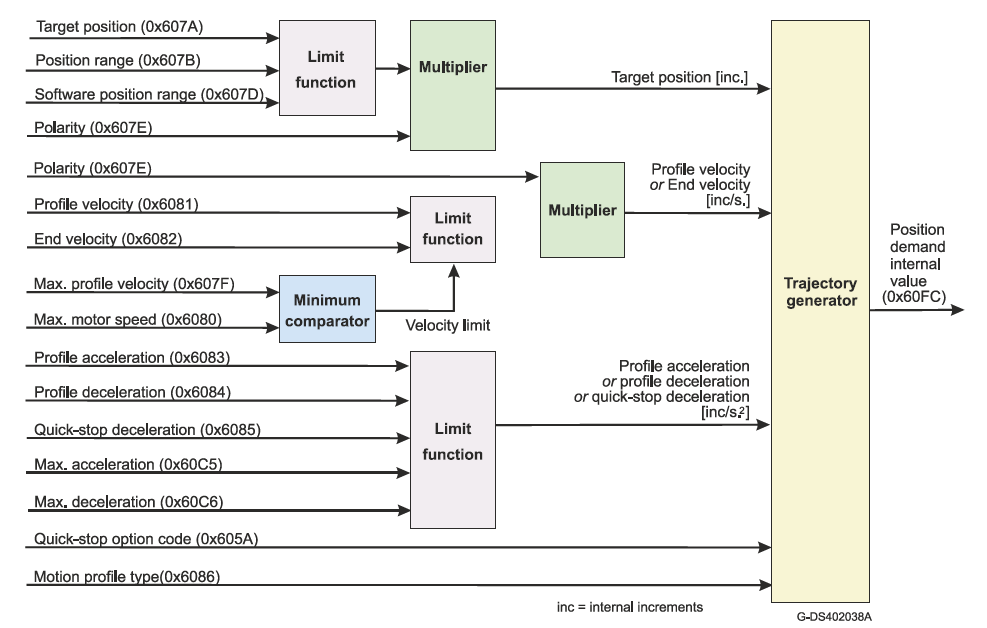 Target position (0x607A)
Position range (0x607B)
Software position range (0x607D)
Polarity (0x607E)
Limit
function
Multiplier
Target position [inc.]
Polarity (0x607E)
Profile velocity (0x6081)
End velocity (0x6082)
Limit
function
Multiplier
Profile velocity
or End velocity
[inc/s.]
Max. profile velocity (0x607F)
Max. motor speed (0x6080)
Minimum
comparator
Velocity limit
Profile acceleration (0x6083)
Profile deceleration (0x6084)
Quick-stop deceleration (0x6085)
Max. acceleration (0x60C5)
Max. deceleration (0x60C6)
Limit
function
Profile acceleration
or profile deceleration
or quick-stop deceleration
[inc/s.²]
Quick-stop option code (0x605A)
Motion profile type(0x6086)
Trajectory
generator
Position
demand
internal
value
(0x60FC)
inc = internal increments
G-DS402038A